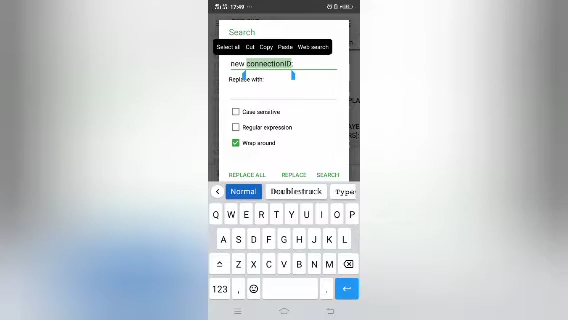 17:49 ...
Search
Select all Cut Copy Paste Web search
new connectionID;
Replace with:
Case sensitive
Regular expression
Wrap around
REPLACE ALL REPLACE SEARCH
Normal Doublestruck Type
Q W E R T Y U I O P
A S D F G H J K L
Z X C V B N M
123 , .